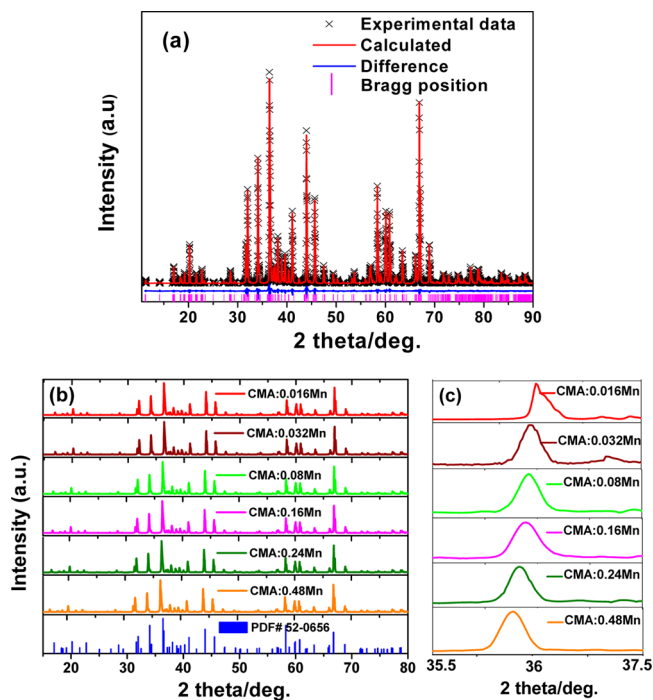 (a)
Experimental data
Calculated
Difference
Bragg position
Intensity (a.u)
10 20 30 40 50 60 70 80 90
2 theta/deg.
(b)
CMA:0.016Mn
CMA:0.032Mn
CMA:0.08Mn
CMA:0.16Mn
CMA:0.24Mn
CMA:0.48Mn
PDF# 52-0656
Intensity (a.u.)
20 30 40 50 60 70 80
2 theta/deg.
(c)
CMA:0.016Mn
CMA:0.032Mn
CMA:0.08Mn
CMA:0.16Mn
CMA:0.24Mn
CMA:0.48Mn
35.5 36 37.5
2 theta/deg.